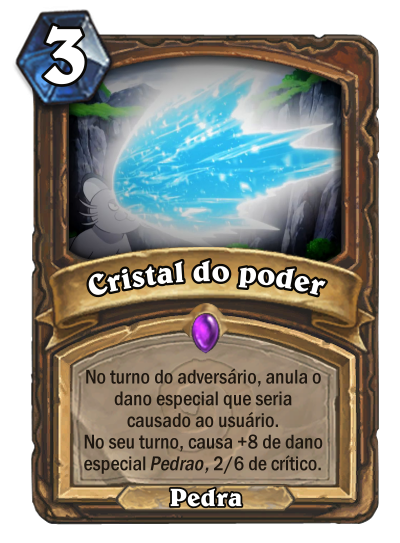 3
Cristal do poder
No turno do adversário, anula o
dano especial que seria
causado ao usuário.
No seu turno, causa +8 de dano
especial Pedrao, 2/6 de crítico.
Pedra